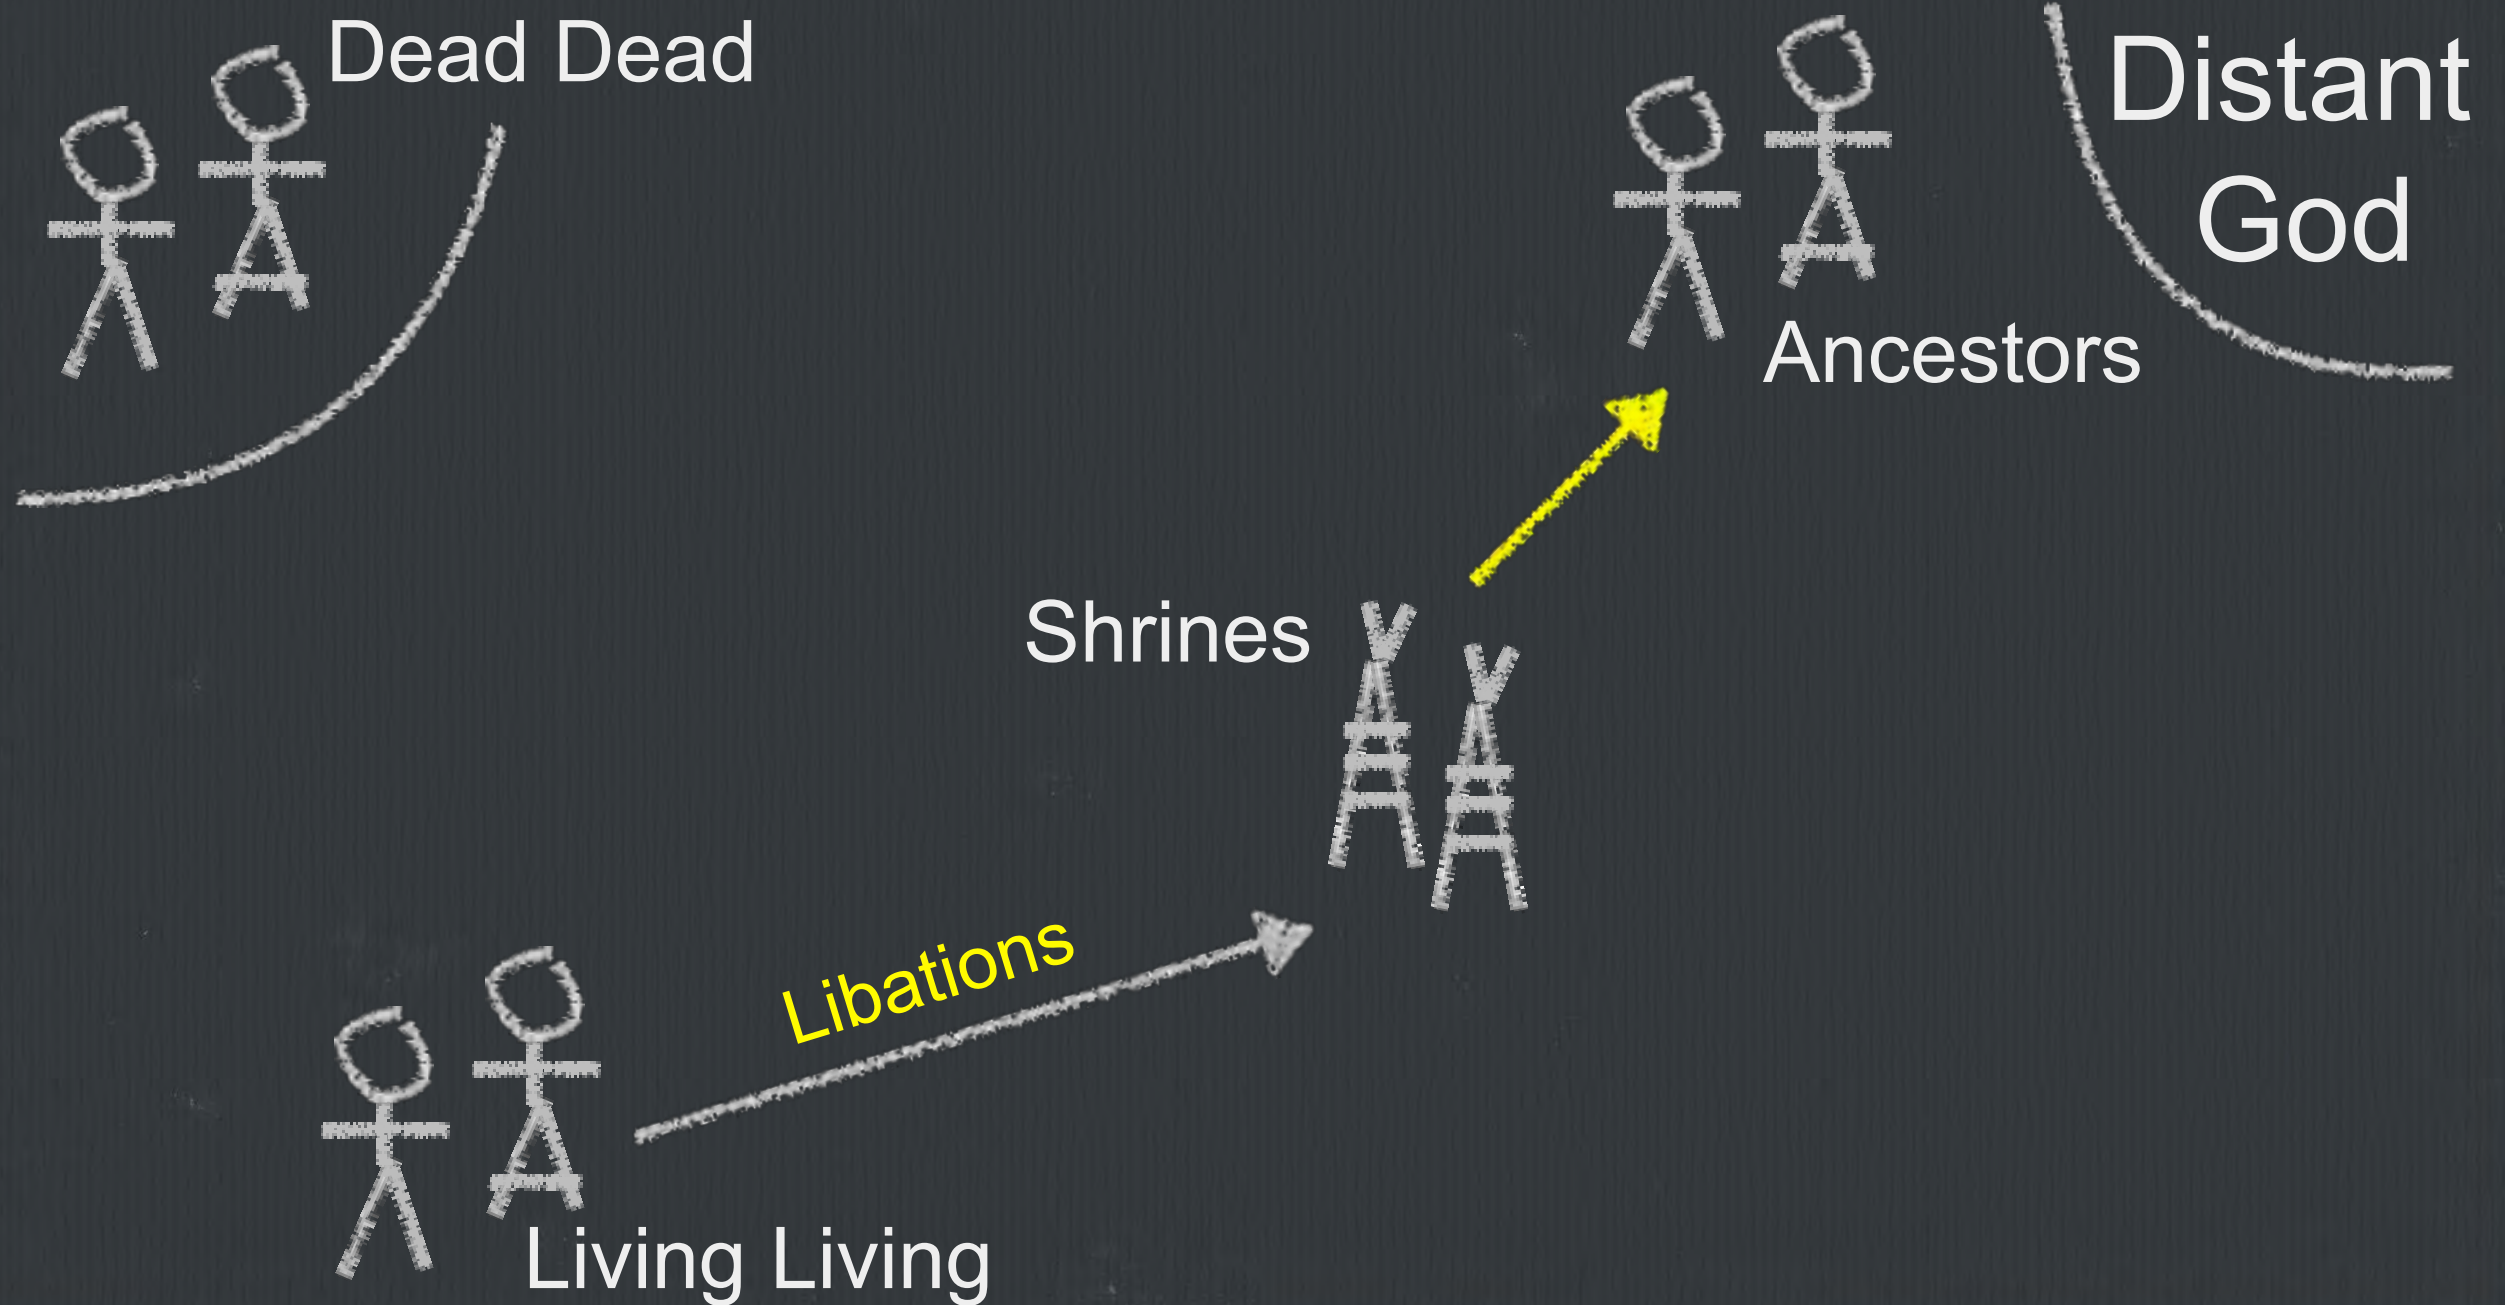 Dead Dead
Distant
God
Ancestors
Shrines
Libations
Living Living